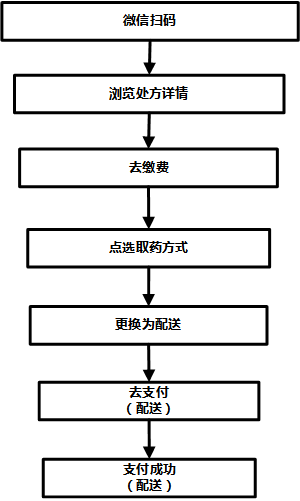 微信扫码
浏览处方详情
去缴费
点选取药方式
更换为配送
去支付
（配送）
支付成功
（配送）